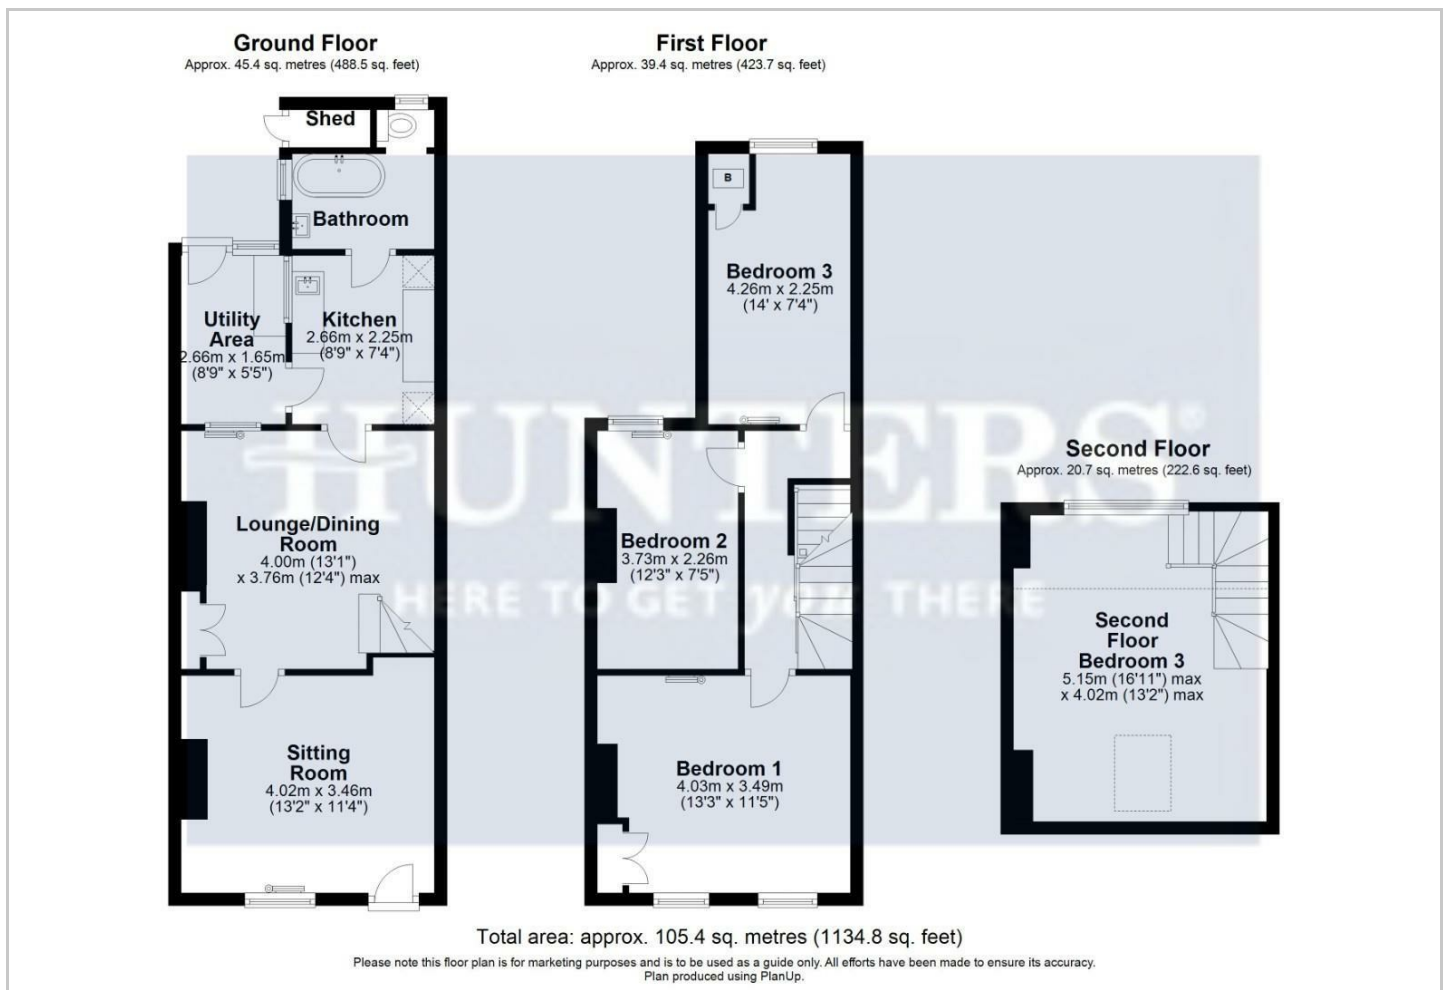 Ground Floor
Approx. 45.4 sq. metres (488.5 sq. feet)
First Floor
Approx. 39.4 sq. metres (423.7 sq. feet)
Shed
Bathroom
Utility
Area
2.66m x 1.65m
(8'9" x 5'5")
Kitchen
2.66m x 2.25m
(8'9" x 7'4")
Lounge/Dining
Room
4.00m (13'1")
x 3.76m (12'4") max
Sitting
Room
4.02m x 3.46m
(13'2" x 11'4")
B
Bedroom 3
4.26m x 2.25m
(14' x 7'4")
Bedroom 2
3.73m x 2.26m
(12'3" x 7'5")
Bedroom 1
4.03m x 3.49m
(13'3" x 11'5")
Second Floor
Approx. 20.7 sq. metres (222.6 sq. feet)
Second
Floor
Bedroom 3
5.15m (16'11") max
x 4.02m (13'2") max
HUNTERS®
HERE TO GET you THERE
Total area: approx. 105.4 sq. metres (1134.8 sq. feet)
Please note this floor plan is for marketing purposes and is to be used as a guide only. All efforts have been made to ensure its accuracy.
Plan produced using PlanUp.